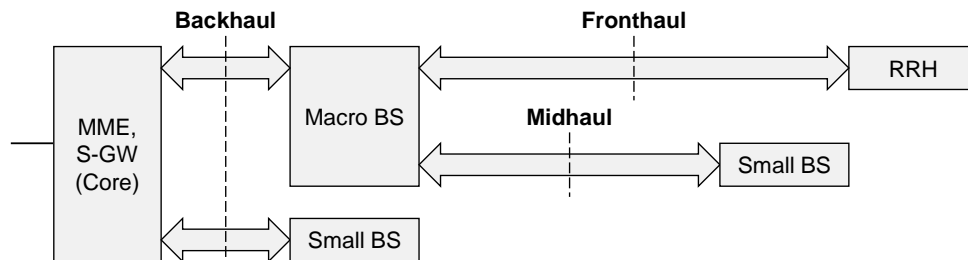 Backhaul
Fronthaul
RRH
Macro BS
MME,
S-GW
(Core)
Midhaul
Small BS
Small BS